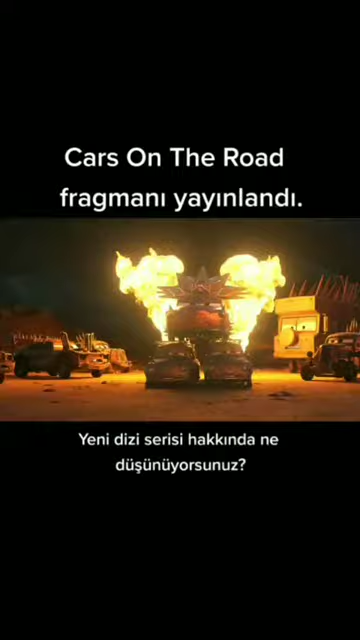 Cars On The Road
fragmanı yayınlandı.
Yeni dizi serisi hakkında ne
düşünüyorsunuz?